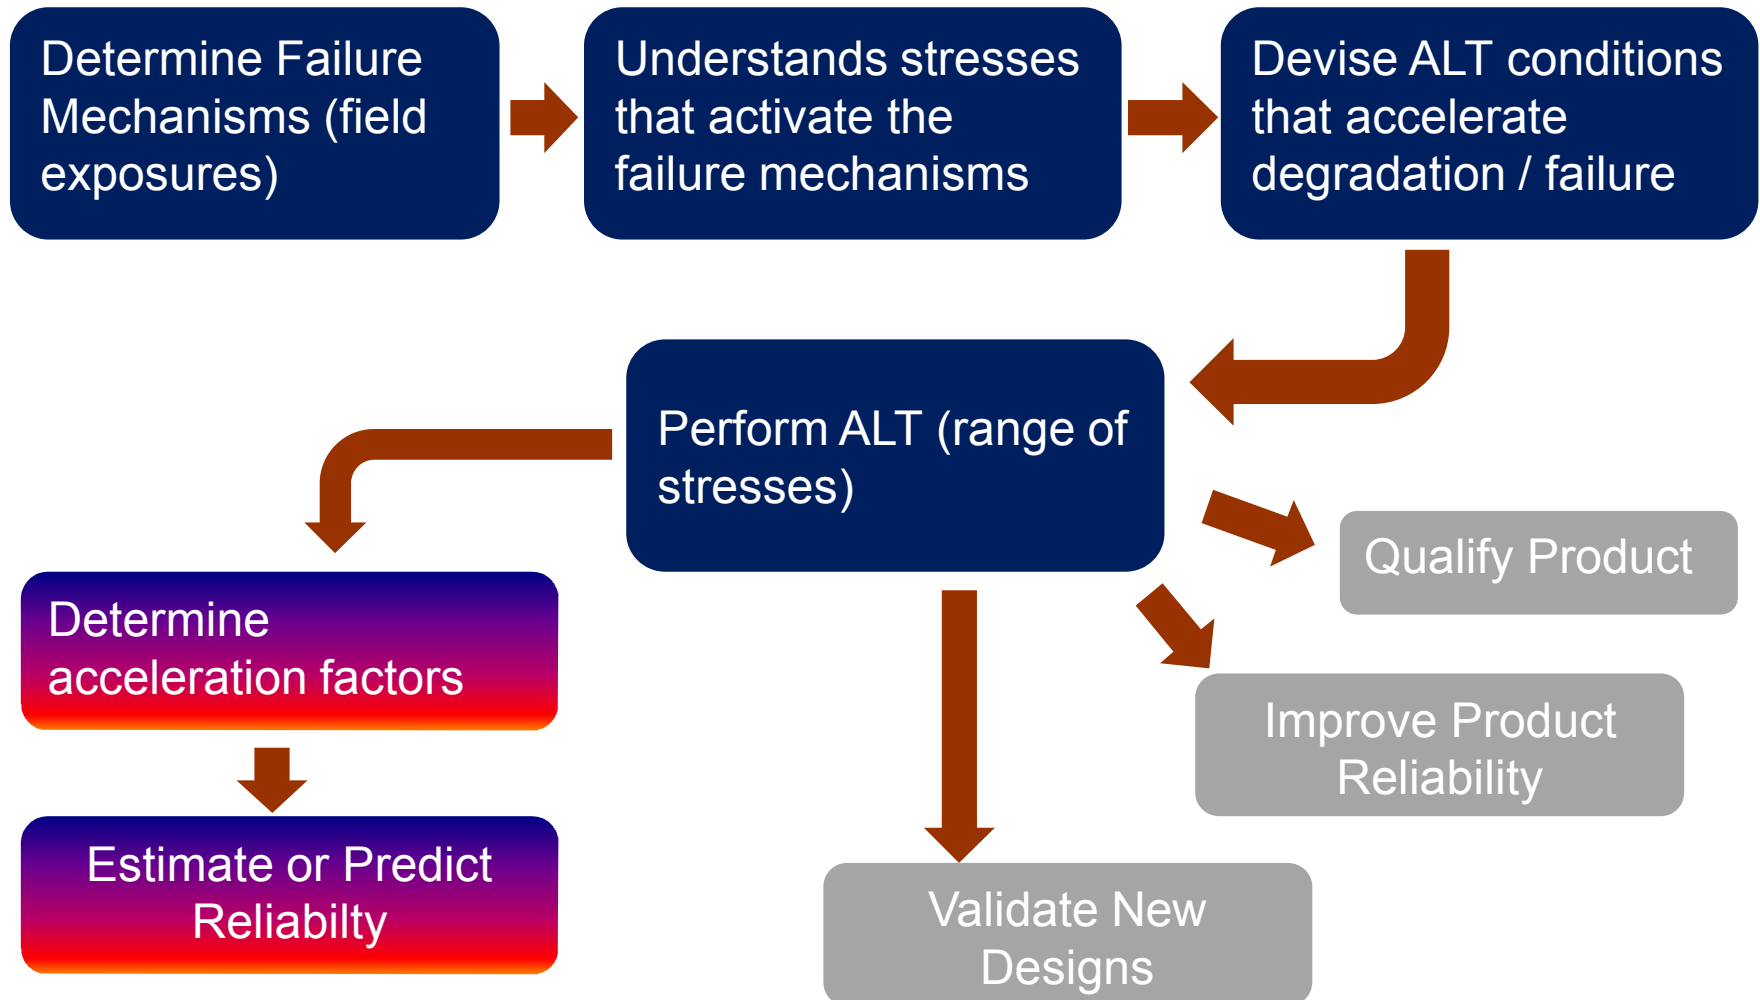 Determine Failure
Mechanisms (field
exposures)
Understands stresses
that activate the
failure mechanisms
Devise ALT conditions
that accelerate
degradation / failure
Perform ALT (range of
stresses)
Qualify Product
Determine
acceleration factors
Improve Product
Reliability
Estimate or Predict
Reliabilty
Validate New
Designs